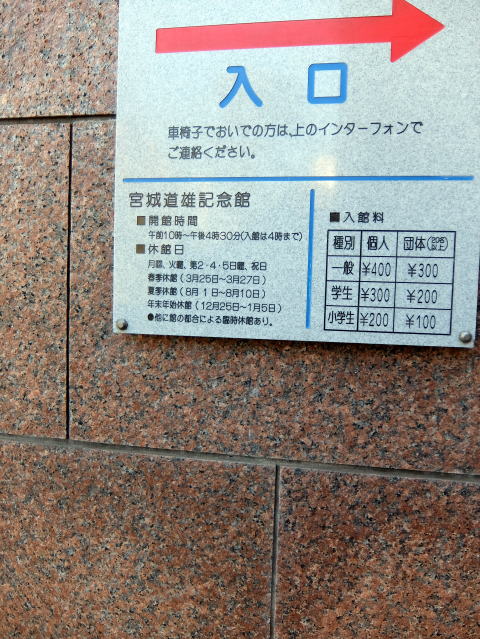 入口
車椅子でおいでの方は、上のインターフォンで
ご連絡ください。
宮城道雄記念館
■開館時間
午前10時〜午後4時30分(入館は4時まで)
■休館日
月曜、火曜、第2・4・5日曜、祝日
春季休館(3月25日〜3月27日)
夏季休館(8月1日〜8月10日)
年末年始休館(12月25日〜1月5日)
●他に館の都合による臨時休館あり。
■入館料
種別 個人 団体
一般 ¥400 ¥300
学生 ¥300 ¥200
小学生 ¥200 ¥100